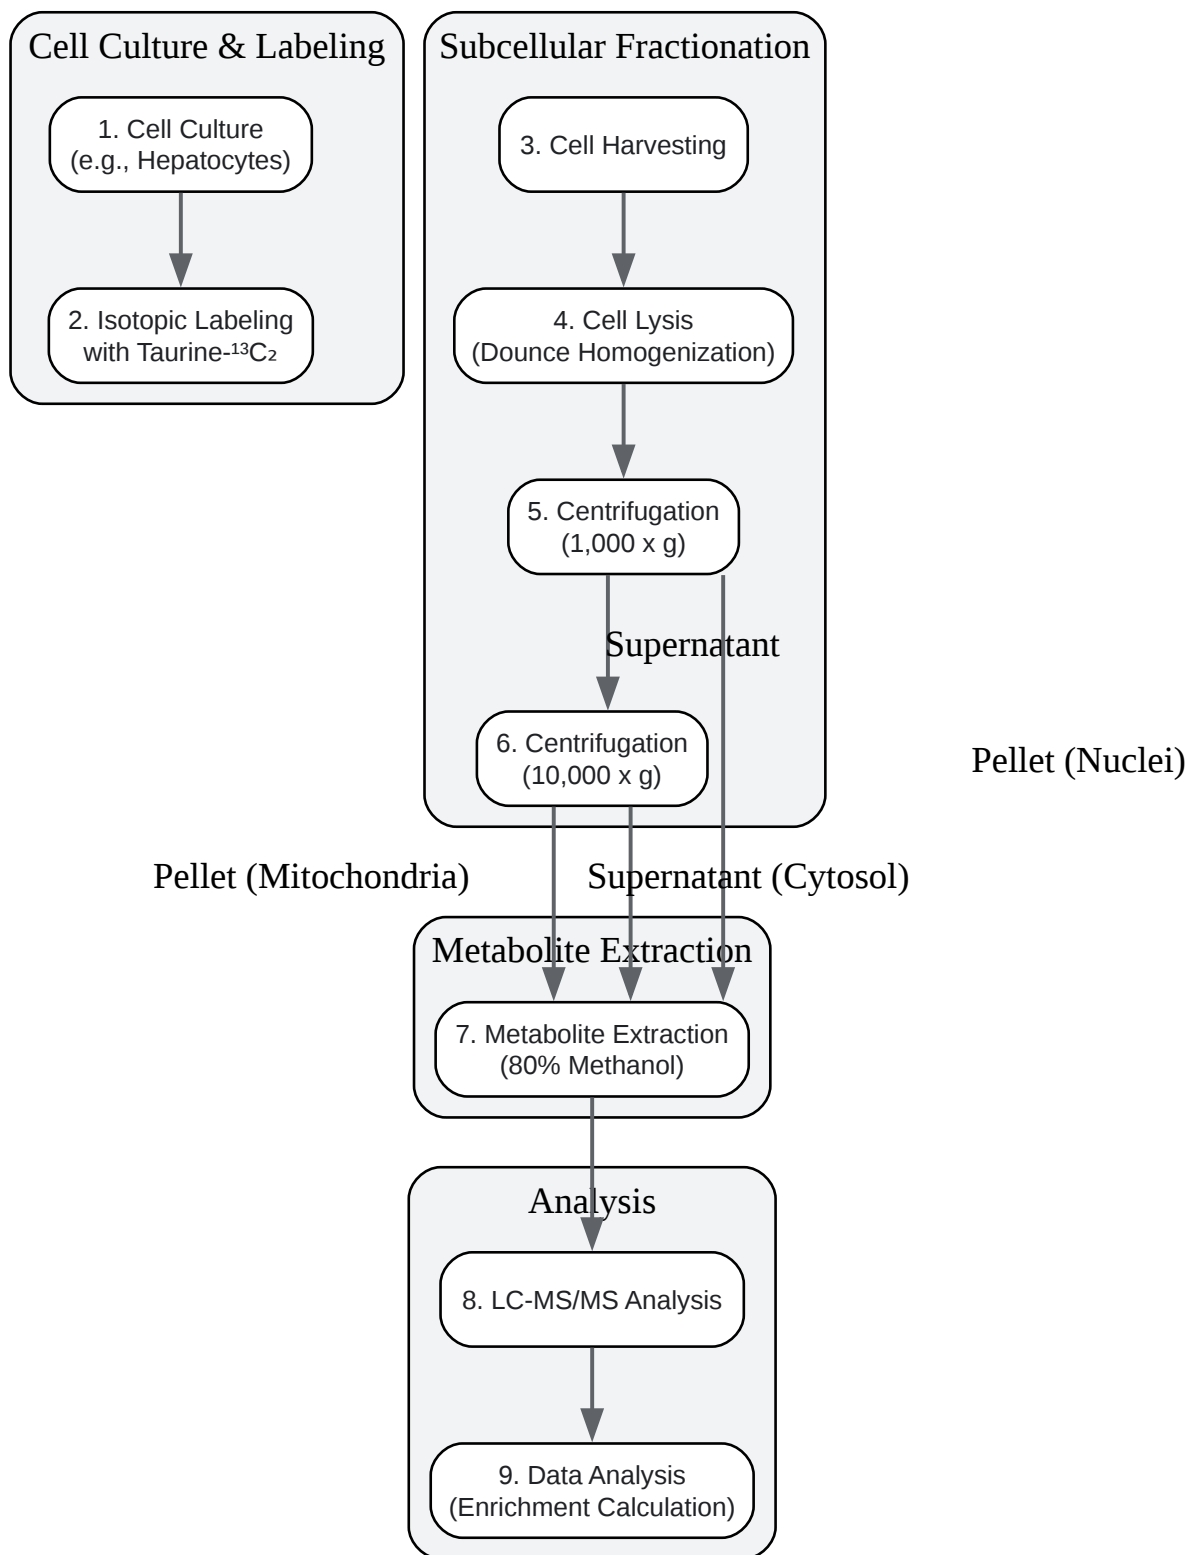 Cell Culture & Labeling
1. Cell Culture
(e.g., Hepatocytes)
2. Isotopic Labeling
with Taurine-¹³C₂
Subcellular Fractionation
3. Cell Harvesting
4. Cell Lysis
(Dounce Homogenization)
5. Centrifugation
(1,000 x g)
Supernatant
6. Centrifugation
(10,000 x g)
Pellet (Nuclei)
Pellet (Mitochondria)
Supernatant (Cytosol)
Metabolite Extraction
7. Metabolite Extraction
(80% Methanol)
Analysis
8. LC-MS/MS Analysis
9. Data Analysis
(Enrichment Calculation)